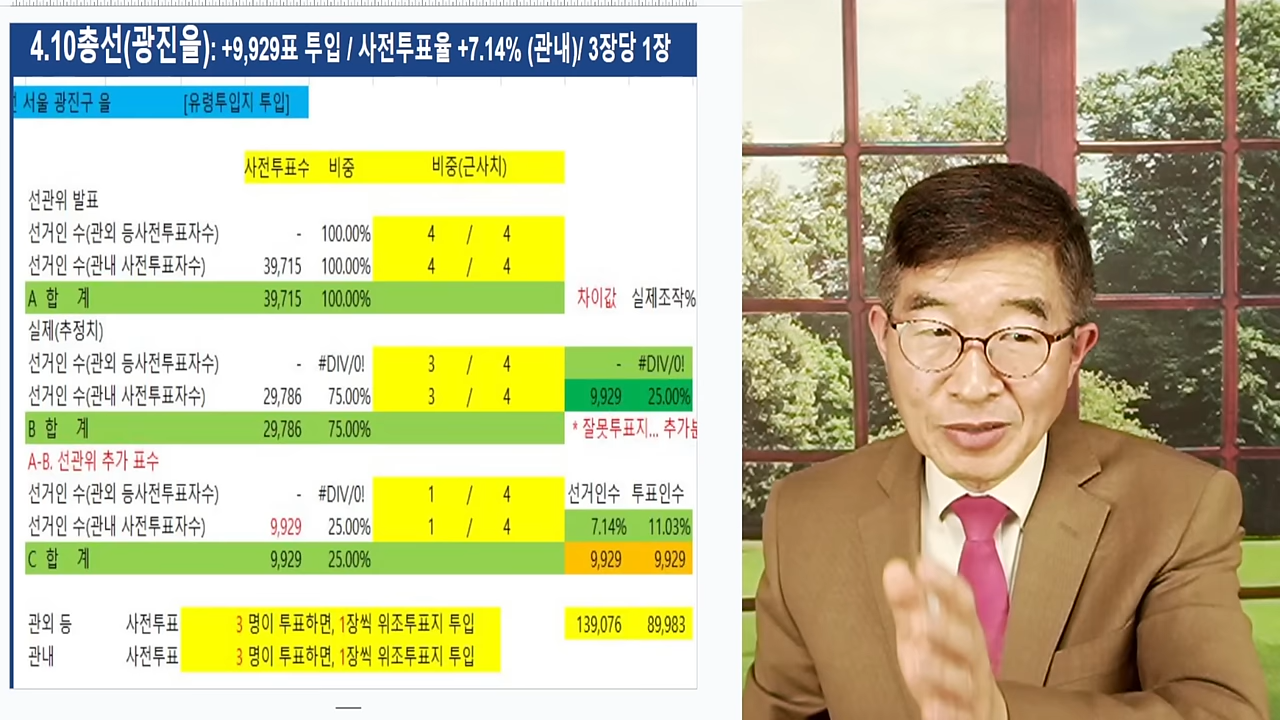 4.10총선(광진을): +9,929표 투입 / 사전투표율 +7.14% (관내)/ 3장당 1장
서울 광진구 을 [유령투입지 투입]
사전투표수 비중 비중(근사치)
선관위 발표
선거인 수(관외 등사전투표자수) - 100.00% 4 / 4
선거인 수(관내 사전투표자수) 39,715 100.00% 4 / 4
A 합 계 39,715 100.00% 차이값 실제조작%
실제(추정치)
선거인 수(관외 등사전투표자수) - #DIV/0! 3 / 4 - #DIV/0!
선거인 수(관내 사전투표자수) 29,786 75.00% 3 / 4 9,929 25.00%
B 합 계 29,786 75.00% * 잘못투표지... 추가
A-B. 선관위 추가 표수
선거인 수(관외 등사전투표자수) - #DIV/0! 1 / 4 선거인수 투표인수
선거인 수(관내 사전투표자수) 9,929 25.00% 1 / 4 7.14% 11.03%
C 합 계 9,929 25.00% 9,929 9,929
관외 등 사전투표 3 명이 투표하면, 1장씩 위조투표지 투입 139,076 89,983
관내 사전투표 3 명이 투표하면, 1장씩 위조투표지 투입